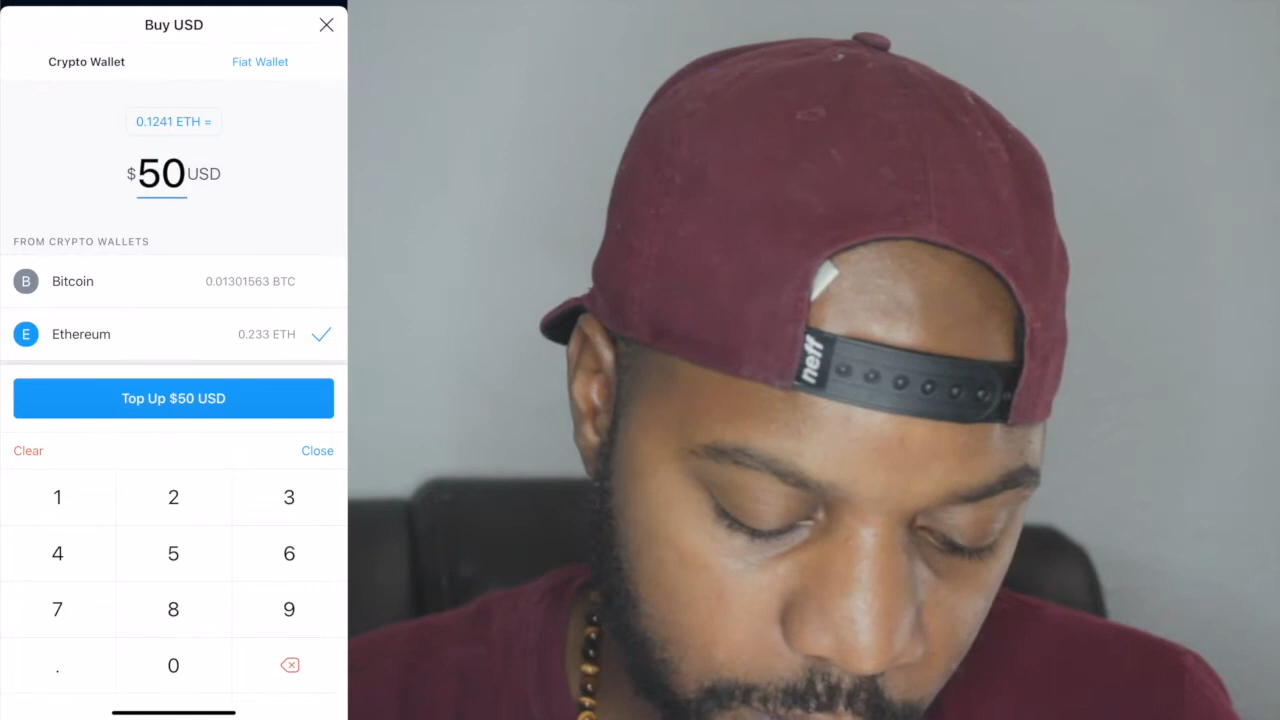 Buy USD
Crypto Wallet
Fiat Wallet
0.1241 ETH =
$50USD
FROM CRYPTO WALLETS
B Bitcoin 0.01301563 BTC
E Ethereum 0.233 ETH
Top Up $50 USD
Clear
Close
1 2 3
4 5 6
7 8 9
. 0
neff